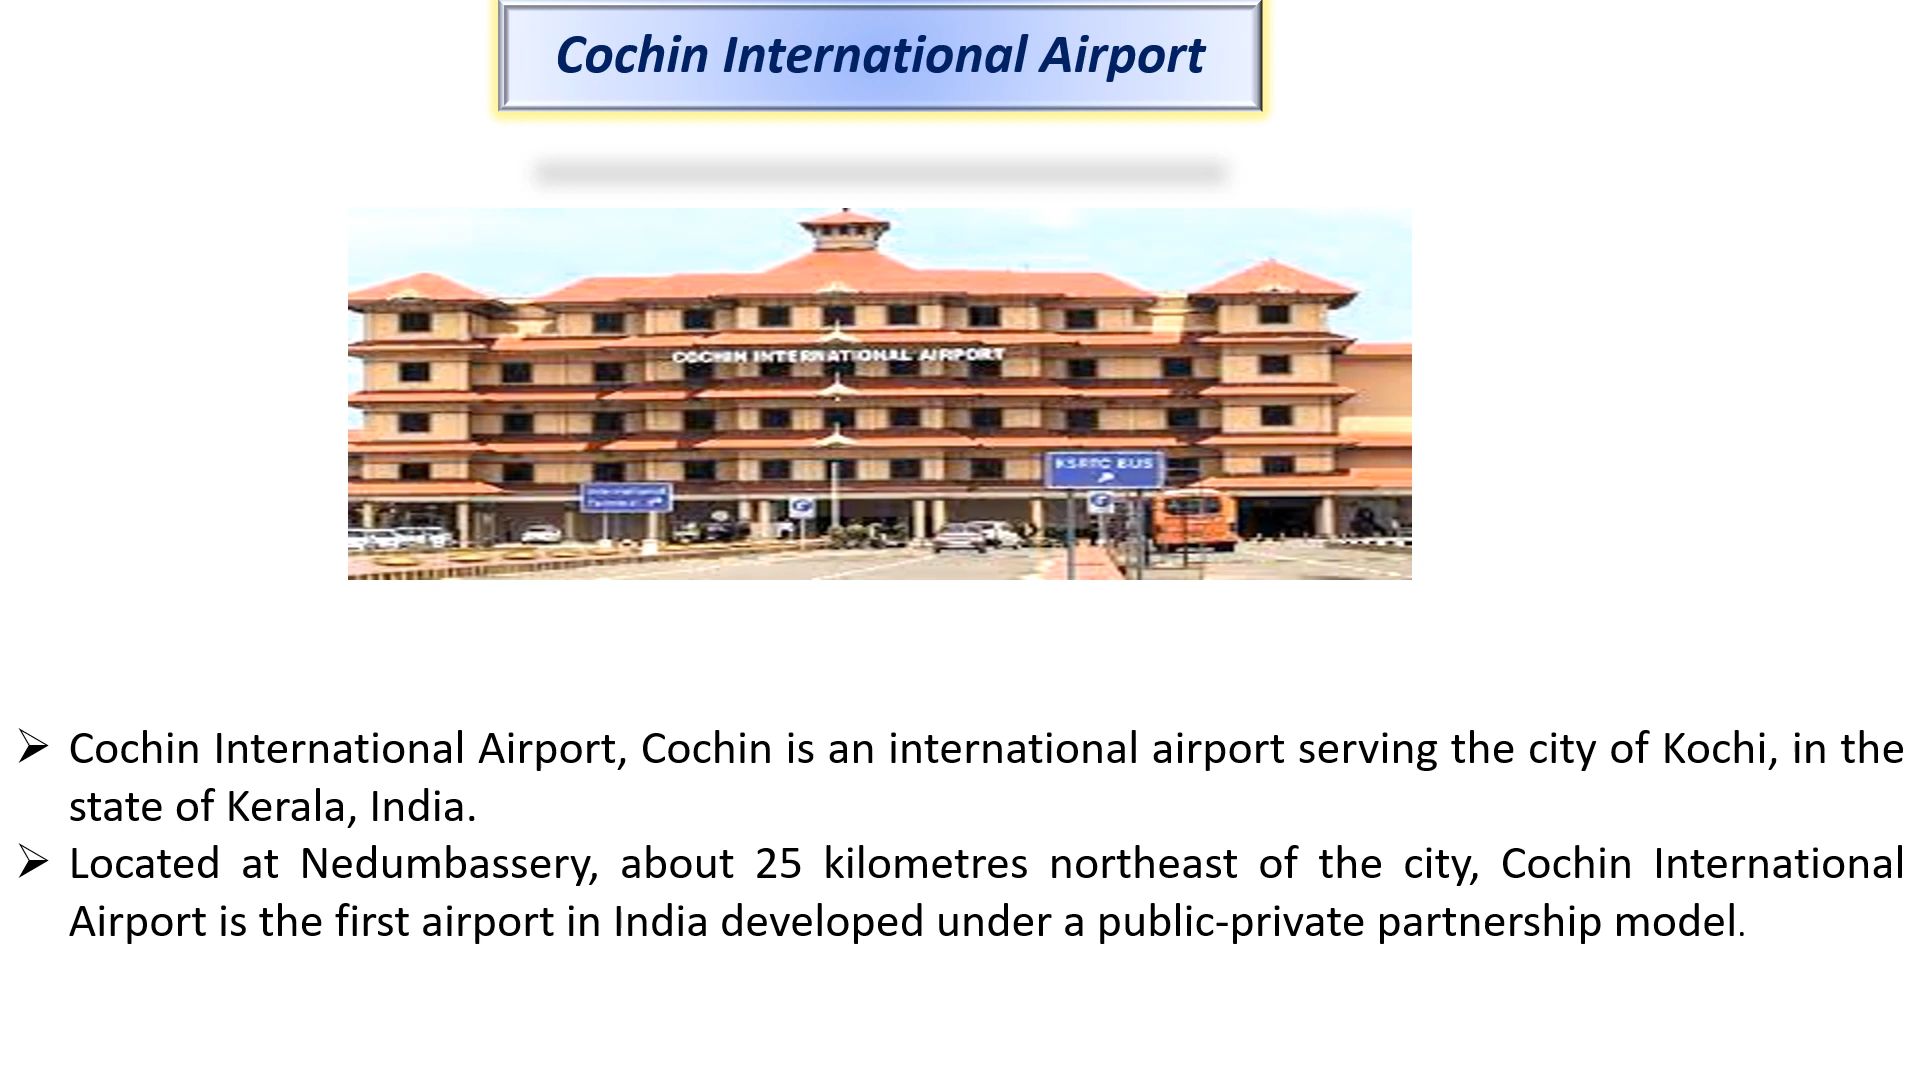 Cochin International Airport
COCHIN INTERNATIONAL AIRPORT
KSRTC BUS
International
➢ Cochin International Airport, Cochin is an international airport serving the city of Kochi, in the
state of Kerala, India.
➢ Located at Nedumbassery, about 25 kilometres northeast of the city, Cochin International
Airport is the first airport in India developed under a public-private partnership model.